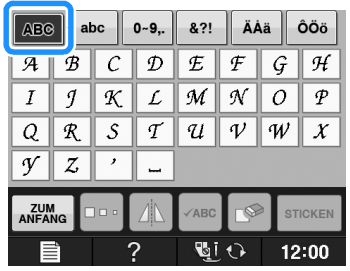 ABC abc 0~9,. &?! ÄÅä ÔÖö
A B C D E F G H
I J K L M N O P
Q R S T U V W X
Y Z ' _
ZUM ANFANG ✓ABC STICKEN
? 12:00